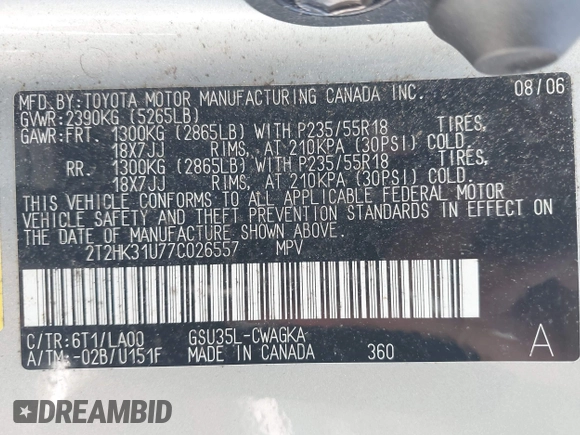 MFD.BY:TOYOTA MOTOR MANUFACTURING CANADA INC. 08/06
GVWR:2390KG (5265LB)
GAWR:FRT. 1300KG (2865LB) WITH P235/55R18 TIRES,
18X7JJ RIMS, AT 210KPA (30PSI) COLD.
RR. 1300KG (2865LB) WITH P235/55R18 TIRES,
18X7JJ RIMS, AT 210KPA (30PSI) COLD.
THIS VEHICLE CONFORMS TO ALL APPLICABLE FEDERAL MOTOR
VEHICLE SAFETY AND THEFT PREVENTION STANDARDS IN EFFECT ON
THE DATE OF MANUFACTURE SHOWN ABOVE.
2T2HK31U77C026557 MPV
C/TR:6T1/LA00 GSU35L-CWAGKA
A/TM:-02B/U151F MADE IN CANADA 360 A
DREAMBID